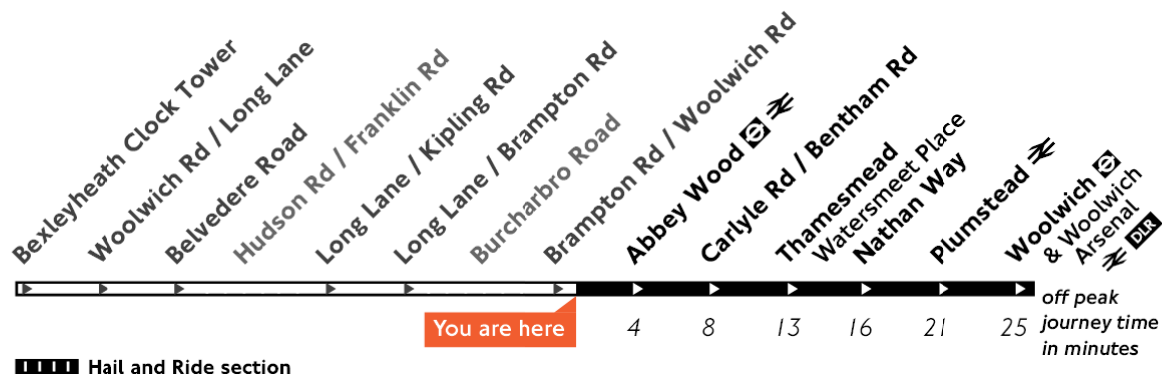 Bexleyheath Clock Tower
Woolwich Rd / Long Lane
Belvedere Road
Hudson Rd / Franklin Rd
Long Lane / Kipling Rd
Long Lane / Brampton Rd
Burcharbro Road
Brampton Rd / Woolwich Rd
Abbey Wood
Carlyle Rd / Bentham Rd
Thamesmead
Watersmeet Place
Nathan Way
Plumstead
Woolwich
& Woolwich
Arsenal
DLR
You are here
4 8 13 16 21 25
off peak
journey time
in minutes
Hail and Ride section